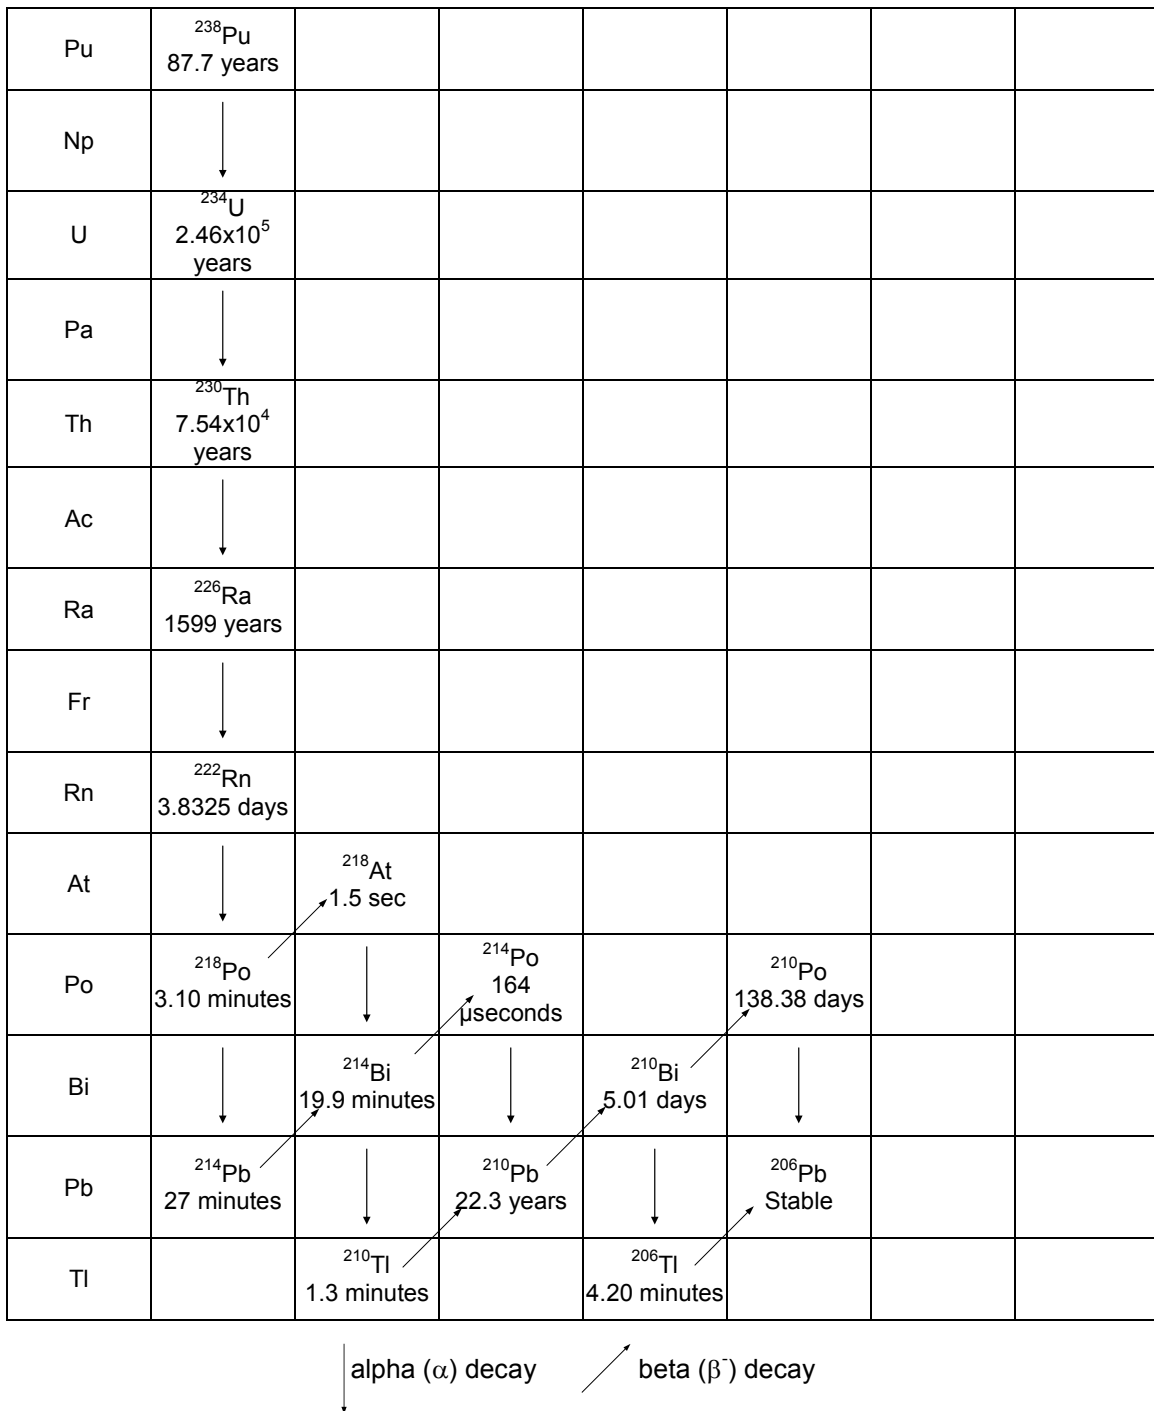 Pu
²³⁸Pu
87.7 years
Np
U
²³⁴U
2.46x10⁵
years
Pa
Th
²³⁰Th
7.54x10⁴
years
Ac
Ra
²²⁶Ra
1599 years
Fr
Rn
²²²Rn
3.8325 days
At
²¹⁸At
1.5 sec
Po
²¹⁸Po
3.10 minutes
²¹⁴Po
164
µseconds
²¹⁰Po
138.38 days
Bi
²¹⁴Bi
19.9 minutes
²¹⁰Bi
5.01 days
Pb
²¹⁴Pb
27 minutes
²¹⁰Pb
22.3 years
²⁰⁶Pb
Stable
Tl
²¹⁰Tl
1.3 minutes
²⁰⁶Tl
4.20 minutes
alpha (α) decay
beta (β⁻) decay